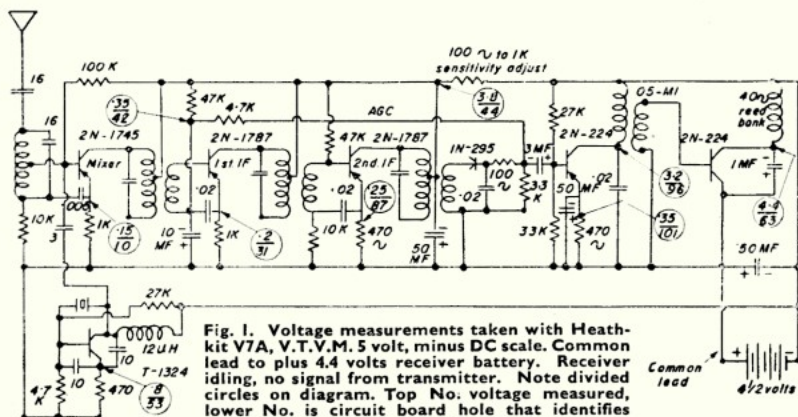 16
100 K
100 ~ to 1K
sensitivity adjust
3.8
44
.35
42
47K
4.7K
AGC
16
2N-1745
2N-1787
47K
2N-1787
1N-295
3MF
27K
2N-224
05-M1
2N-224
40~
reed
bank
Mixer
1st. IF
2nd. IF
100
~
3.3
K
1MF
.005
.02
.02
.25
87
.02
50
MF
.02
3.2
96
4.4
63
10K
3
1K
.15
10
10
MF
1K
.2
31
10K
470
~
50
MF
33K
470
~
.35
101
.50 MF
27K
12UH
T-1324
10
10
4.7
K
470
.8
53
Common
lead
4½ volts
Fig. 1. Voltage measurements taken with Heath-
kit V7A, V.T.V.M. 5 volt, minus DC scale. Common
lead to plus 4.4 volts receiver battery. Receiver
idling, no signal from transmitter. Note divided
circles on diagram. Top No. voltage measured,
lower No. is circuit board hole that identifies